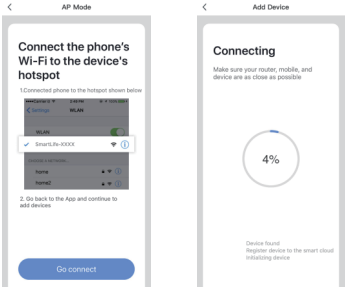 AP Mode
Connect the phone's
Wi-Fi to the device's
hotspot
1.Connected phone to the hotspot shown below
Settings
WLAN
WLAN
SmartLife-XXXX
CHOOSE A NETWORK...
home
home2
2. Go back to the App and continue to
add devices
Go connect
Add Device
Connecting
Make sure your router, mobile, and
device are as close as possible
4%
Device found
Register device to the smart cloud
Initializing device